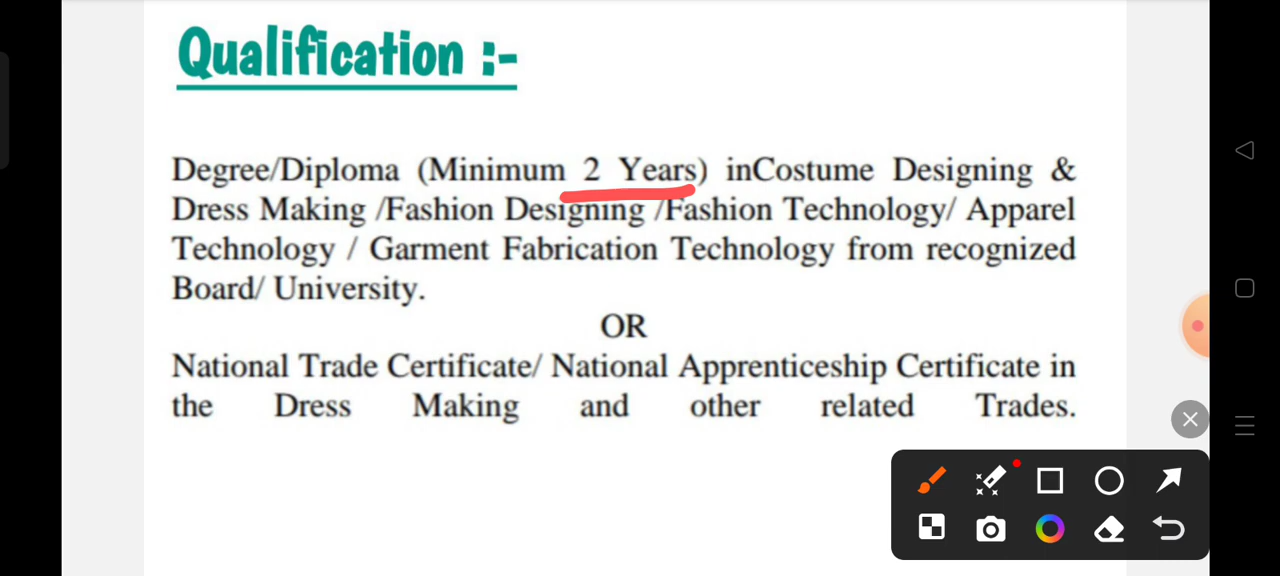 Qualification :-
Degree/Diploma (Minimum 2 Years) inCostume Designing &
Dress Making /Fashion Designing /Fashion Technology/ Apparel
Technology / Garment Fabrication Technology from recognized
Board/ University.
OR
National Trade Certificate/ National Apprenticeship Certificate in
the Dress Making and other related Trades.